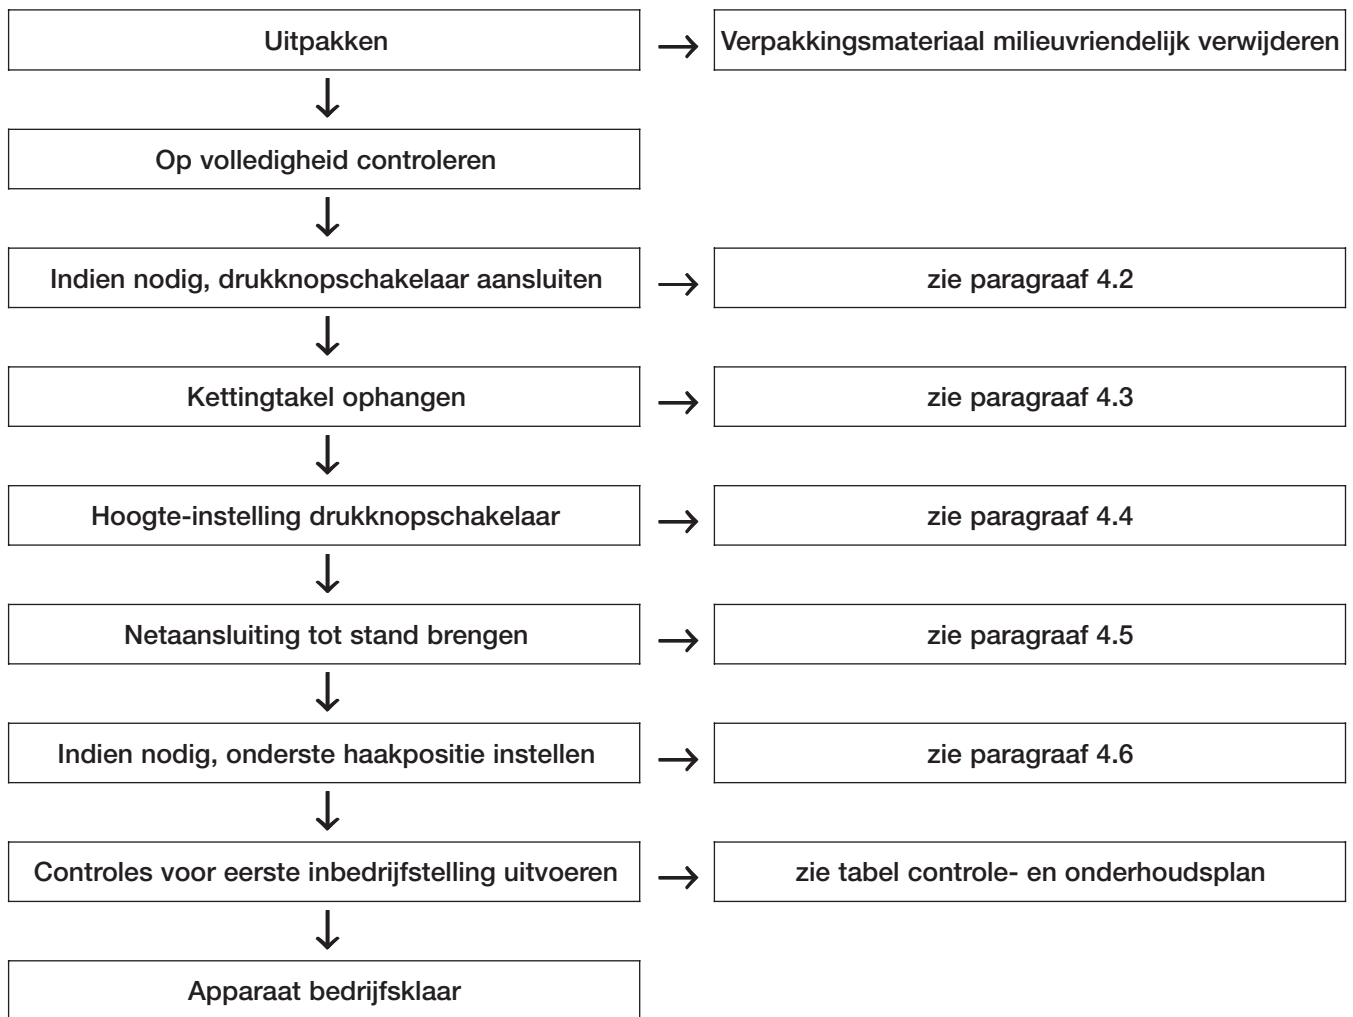 Uitpakken
Verpakkingsmateriaal milieuvriendelijk verwijderen
Op volledigheid controleren
Indien nodig, drukknopschakelaar aansluiten
zie paragraaf 4.2
Kettingtakel ophangen
zie paragraaf 4.3
Hoogte-instelling drukknopschakelaar
zie paragraaf 4.4
Netaansluiting tot stand brengen
zie paragraaf 4.5
Indien nodig, onderste haakpositie instellen
zie paragraaf 4.6
Controles voor eerste inbedrijfstelling uitvoeren
zie tabel controle- en onderhoudsplan
Apparaat bedrijfsklaar